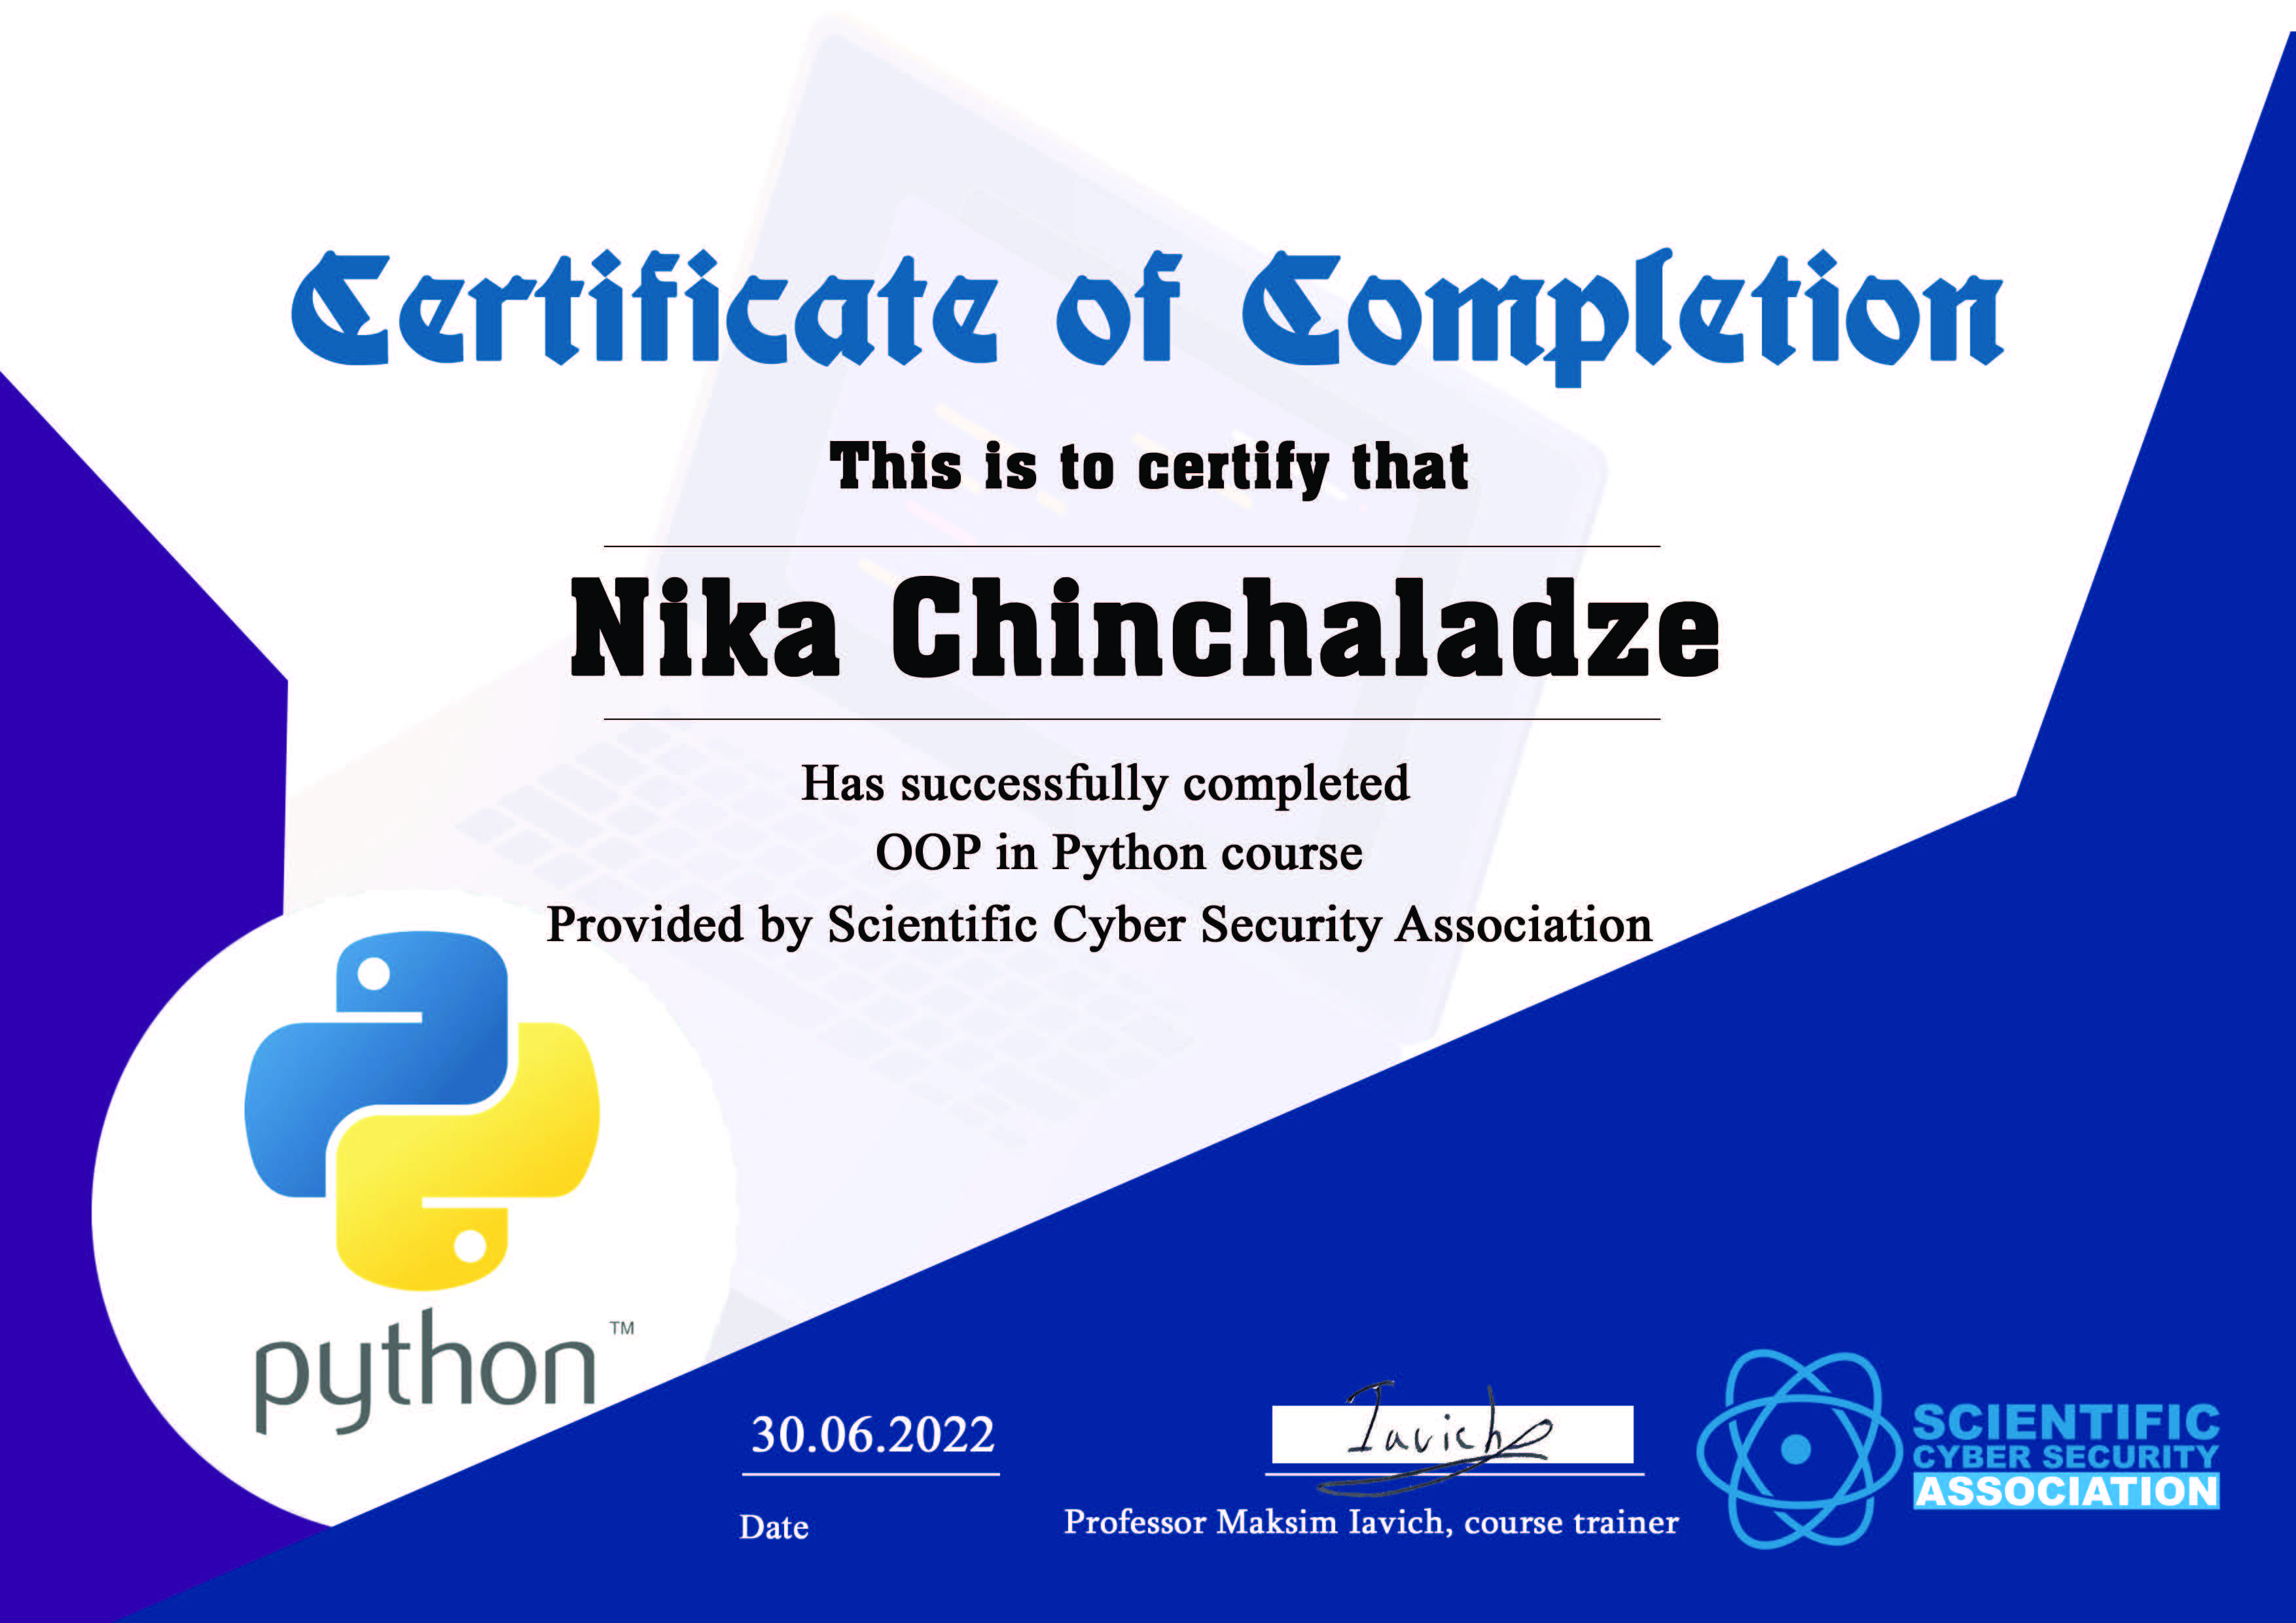 Certificate of Completion
This is to certify that
Nika Chinchaladze
Has successfully completed
OOP in Python course
Provided by Scientific Cyber Security Association
python™
30.06.2022
Date
Iavich
Professor Maksim Iavich, course trainer
SCIENTIFIC
CYBER SECURITY
ASSOCIATION